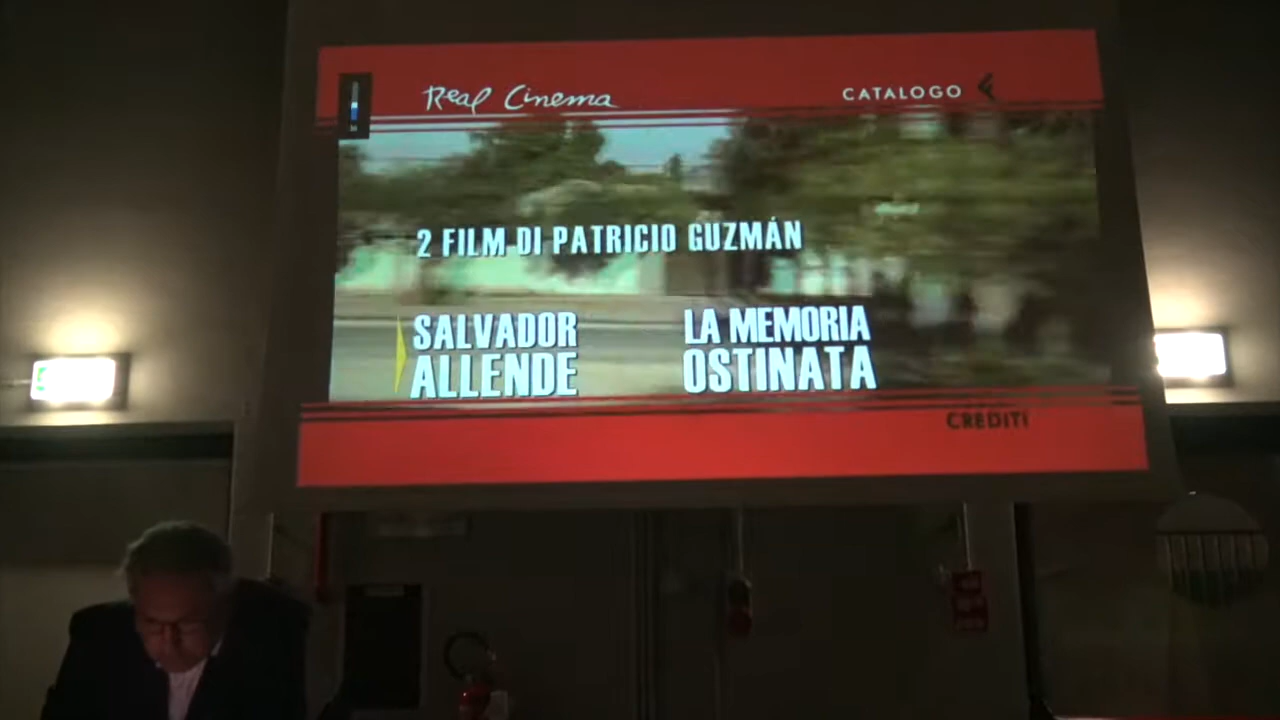 Real Cinema
CATALOGO
2 FILM DI PATRICIO GUZMÁN
SALVADOR
ALLENDE
LA MEMORIA
OSTINATA
CREDITI